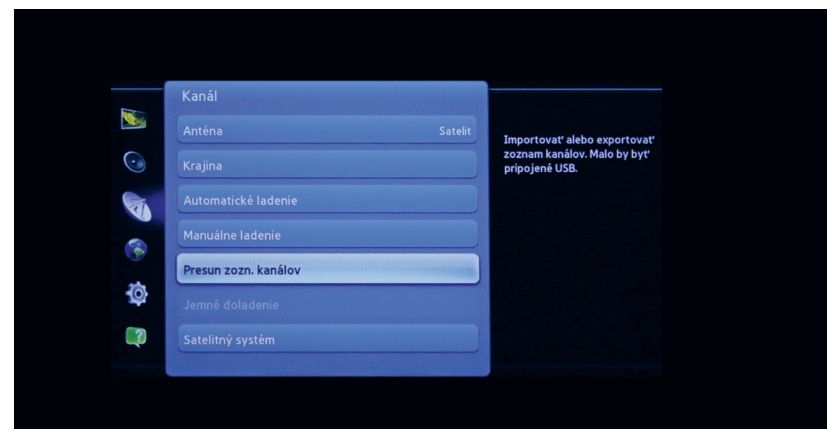 Kanál
Anténa Satelit
Krajina
Automatické ladenie
Manuálne ladenie
Presun zozn. kanálov
Jemné doladenie
Satelitný systém
Importovať alebo exportovať
zoznam kanálov. Malo by byť
pripojené USB.